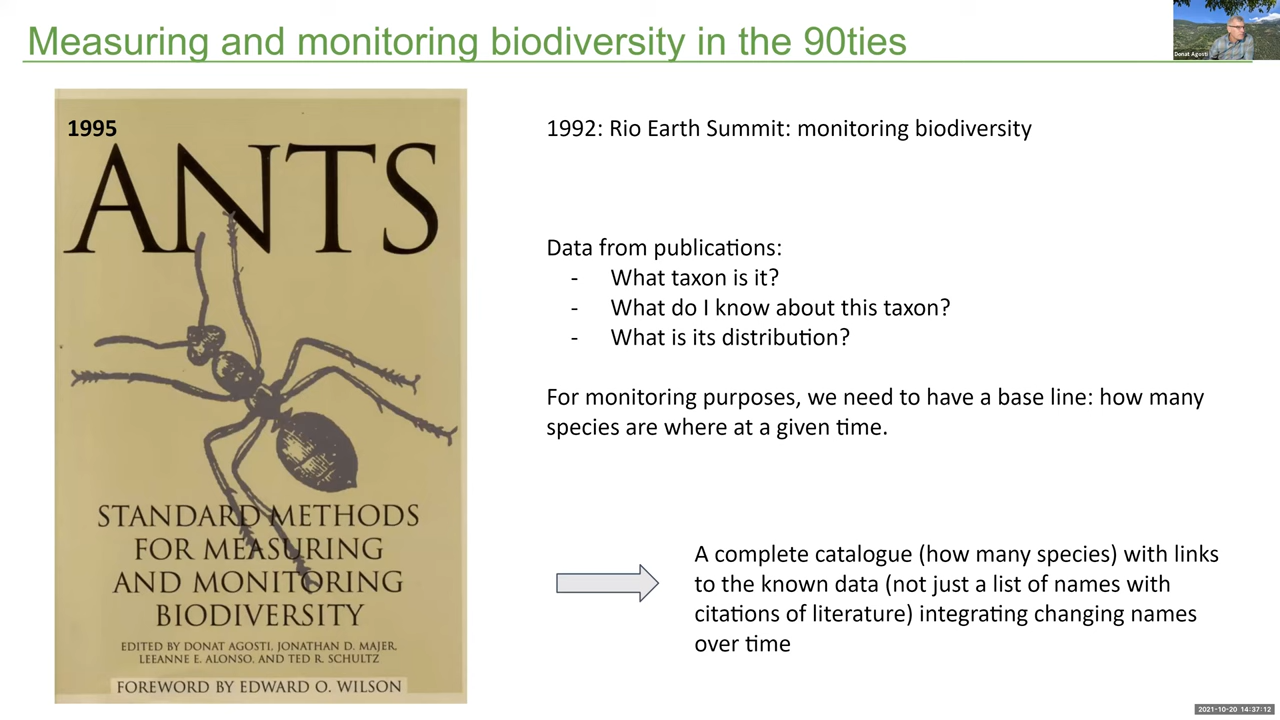 Measuring and monitoring biodiversity in the 90ties
Donat Agosti
1995
ANTS
STANDARD METHODS
FOR MEASURING
AND MONITORING
BIODIVERSITY
EDITED BY DONAT AGOSTI, JONATHAN D. MAJER,
LEEANNE E. ALONSO, AND TED R. SCHULTZ
FOREWORD BY EDWARD O. WILSON
1992: Rio Earth Summit: monitoring biodiversity
Data from publications:
- What taxon is it?
- What do I know about this taxon?
- What is its distribution?
For monitoring purposes, we need to have a base line: how many
species are where at a given time.
A complete catalogue (how many species) with links
to the known data (not just a list of names with
citations of literature) integrating changing names
over time
2021-10-20 14:37:12